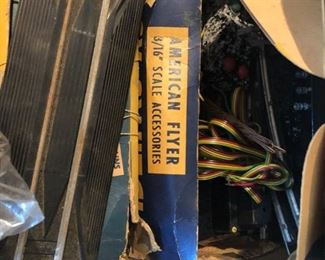 AMERICAN FLYER
3/16" SCALE ACCESSORIES